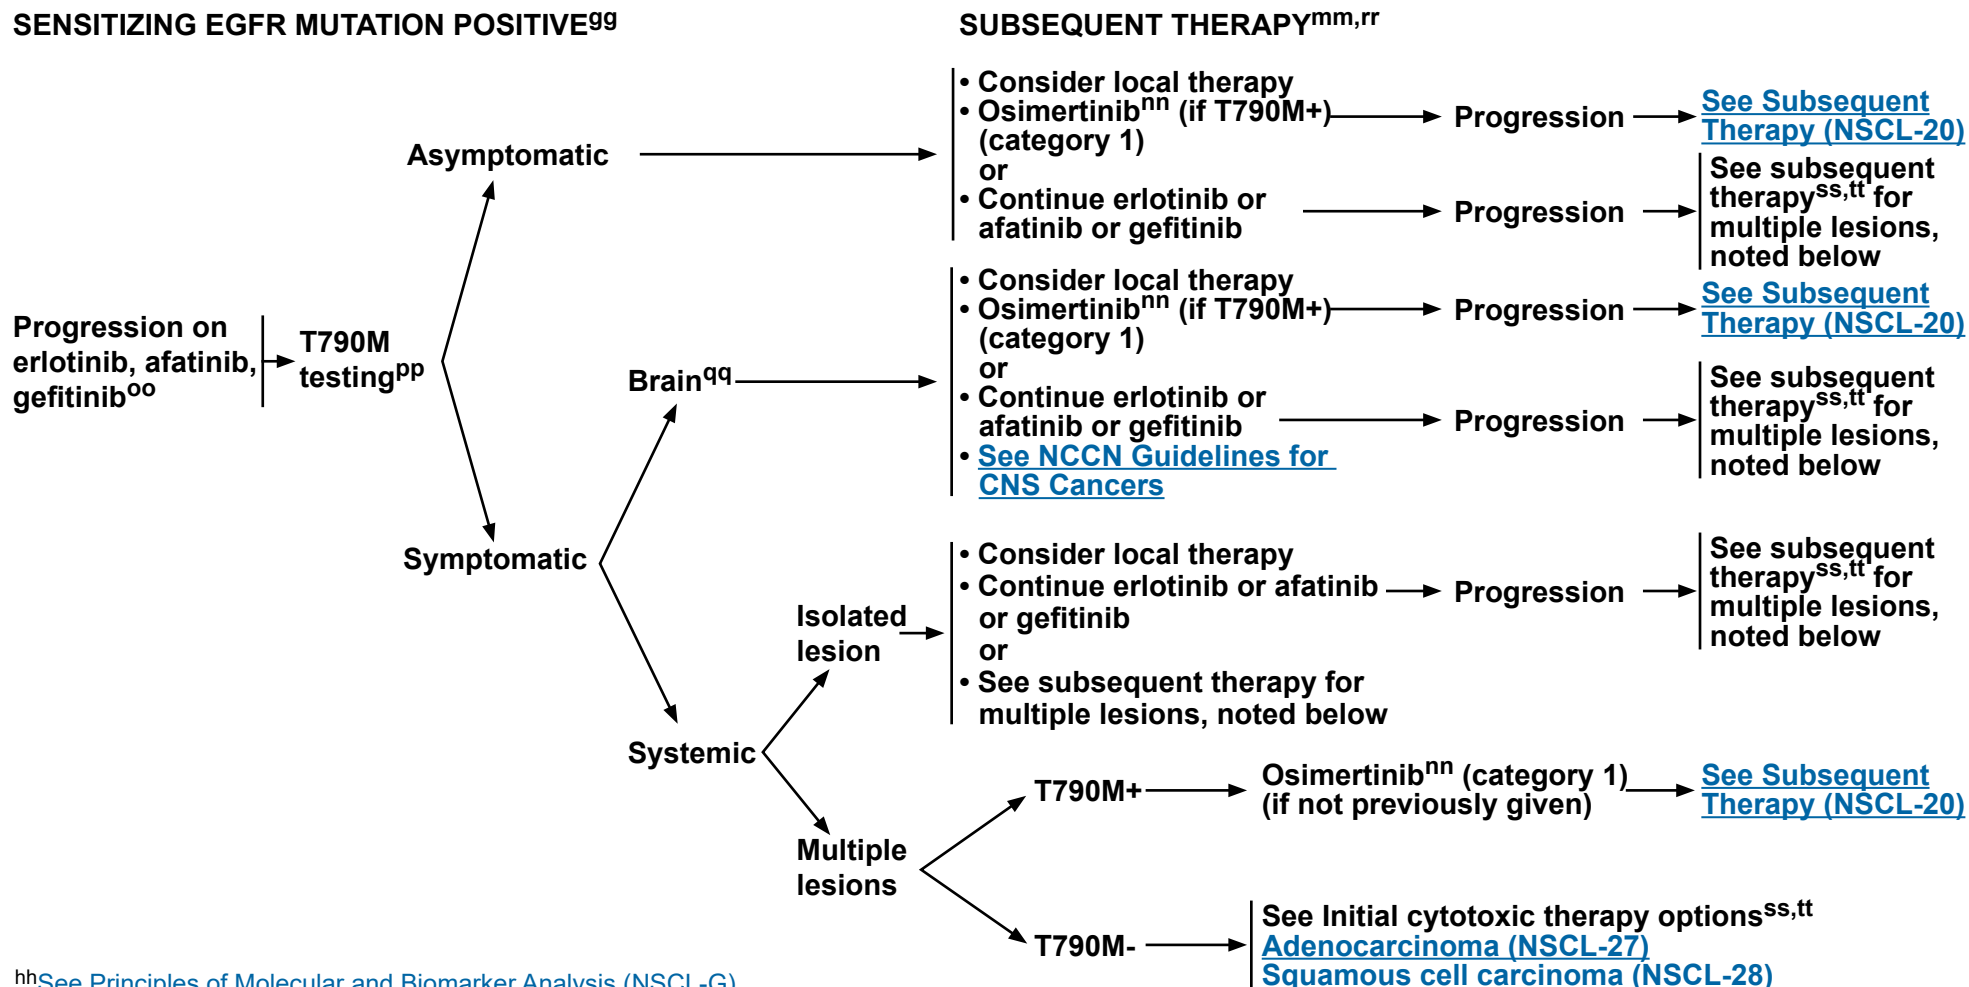 SENSITIZING EGFR MUTATION POSITIVEgg
SUBSEQUENT THERAPYmm,rr
Progression on
erlotinib, afatinib,
gefitiniboo
T790M
testingpp
Asymptomatic
• Consider local therapy
• Osimertinibnn (if T790M+)
(category 1)
or
• Continue erlotinib or
afatinib or gefitinib
Progression
See Subsequent
Therapy (NSCL-20)
Progression
See subsequent
therapyss,tt for
multiple lesions,
noted below
Symptomatic
Brainqq
• Consider local therapy
• Osimertinibnn (if T790M+)
(category 1)
or
• Continue erlotinib or
afatinib or gefitinib
• See NCCN Guidelines for
CNS Cancers
Progression
See Subsequent
Therapy (NSCL-20)
Progression
See subsequent
therapyss,tt for
multiple lesions,
noted below
Systemic
Isolated
lesion
• Consider local therapy
• Continue erlotinib or afatinib
or gefitinib
or
• See subsequent therapy for
multiple lesions, noted below
Progression
See subsequent
therapyss,tt for
multiple lesions,
noted below
Multiple
lesions
T790M+
Osimertinibnn (category 1)
(if not previously given)
See Subsequent
Therapy (NSCL-20)
T790M-
See Initial cytotoxic therapy optionsss,tt
Adenocarcinoma (NSCL-27)
Squamous cell carcinoma (NSCL-28)
hhSee Principles of Molecular and Biomarker Analysis (NSCL-G)